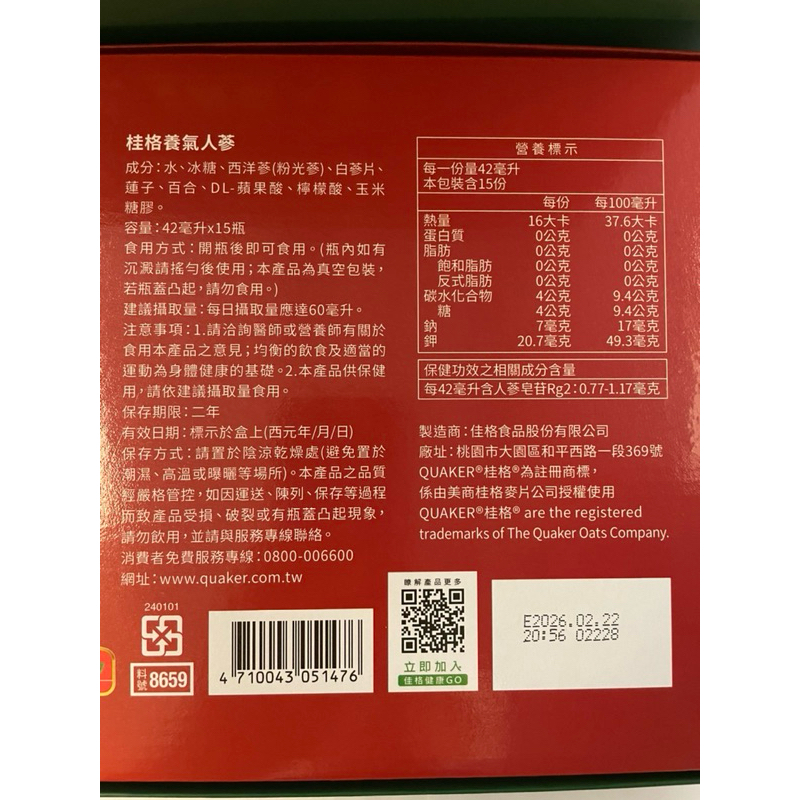 桂格養氣人蔘
成分:水、冰糖、西洋蔘(粉光蔘)、白蔘片、
蓮子、百合、DL-蘋果酸、檸檬酸、玉米
糖膠。
容量:42毫升x15瓶
食用方式:開瓶後即可食用。(瓶內如有
沉澱請搖勻後使用;本產品為真空包裝,
若瓶蓋凸起,請勿食用。)
建議攝取量:每日攝取量應達60毫升。
注意事項:1.請洽詢醫師或營養師有關於
食用本產品之意見;均衡的飲食及適當的
運動為身體健康的基礎。2.本產品供保健
用,請依建議攝取量食用。
保存期限:二年
有效日期:標示於盒上(西元年/月/日)
保存方式:請置於陰涼乾燥處(避免置於
潮濕、高溫或曝曬等場所)。本產品之品質
經嚴格管控,如因運送、陳列、保存等過程
而致產品受損、破裂或有瓶蓋凸起現象,
請勿飲用,並請與服務專線聯絡。
消費者免費服務專線:0800-006600
網址:www.quaker.com.tw
240101
料號 8659
4 710043 051476
營養標示
每一份量42毫升
本包裝含15份
每份 每100毫升
熱量 16大卡 37.6大卡
蛋白質 0公克 0公克
脂肪 0公克 0公克
飽和脂肪 0公克 0公克
反式脂肪 0公克 0公克
碳水化合物 4公克 9.4公克
糖 4公克 9.4公克
鈉 7毫克 17毫克
鉀 20.7毫克 49.3毫克
保健功效之相關成分含量
每42毫升含人蔘皂苷Rg2:0.77-1.17毫克
製造商:佳格食品股份有限公司
廠址:桃園市大園區和平西路一段369號
QUAKER®桂格®為註冊商標,
係由美商桂格麥片公司授權使用
QUAKER®桂格® are the registered
trademarks of The Quaker Oats Company.
瞭解產品更多
立即加入
佳格健康GO
E2026.02.22
20:56 02228